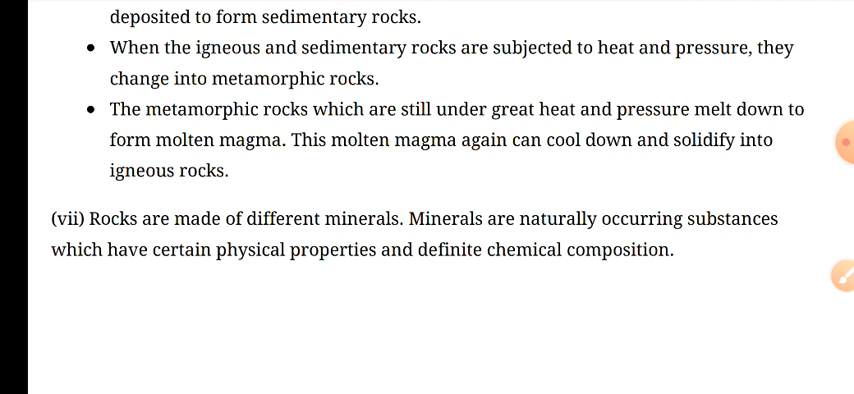 deposited to form sedimentary rocks.
• When the igneous and sedimentary rocks are subjected to heat and pressure, they
change into metamorphic rocks.
• The metamorphic rocks which are still under great heat and pressure melt down to
form molten magma. This molten magma again can cool down and solidify into
igneous rocks.
(vii) Rocks are made of different minerals. Minerals are naturally occurring substances
which have certain physical properties and definite chemical composition.